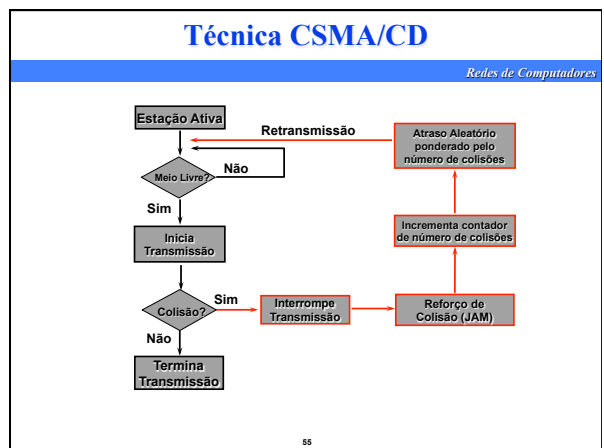 Técnica CSMA/CD
Redes de Computadores
Estação Ativa
Retransmissão
Atraso Aleatório
ponderado pelo
número de colisões
Meio Livre?
Não
Sim
Inicia
Transmissão
Incrementa contador
de número de colisões
Colisão?
Sim
Interrompe
Transmissão
Reforço de
Colisão (JAM)
Não
Termina
Transmissão
55